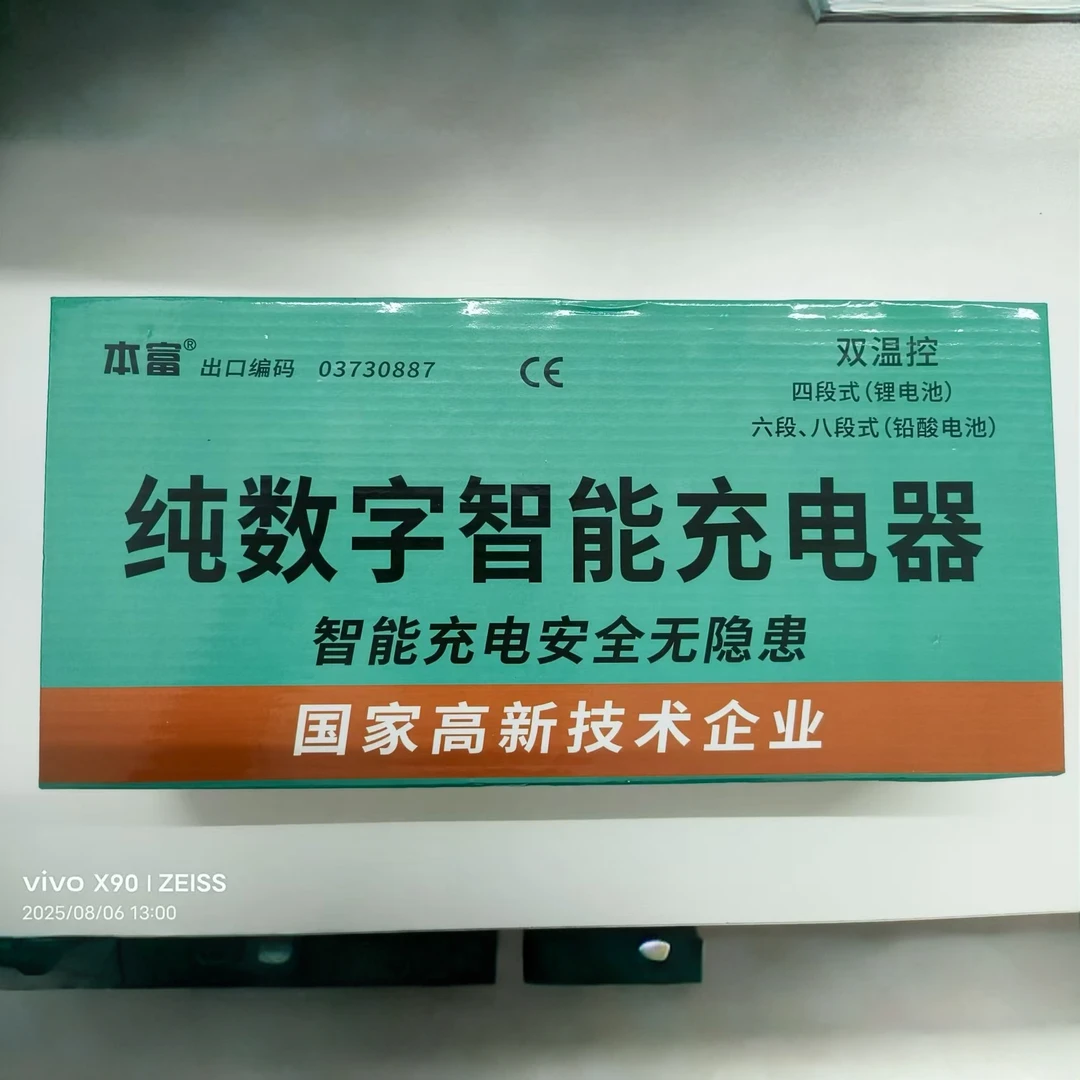 本富® 出口编码 03730887
CE
双温控
四段式(锂电池)
六段、八段式(铅酸电池)
纯数字智能充电器
智能充电安全无隐患
国家高新技术企业
vivo X90 | ZEISS
2025/08/06 13:00